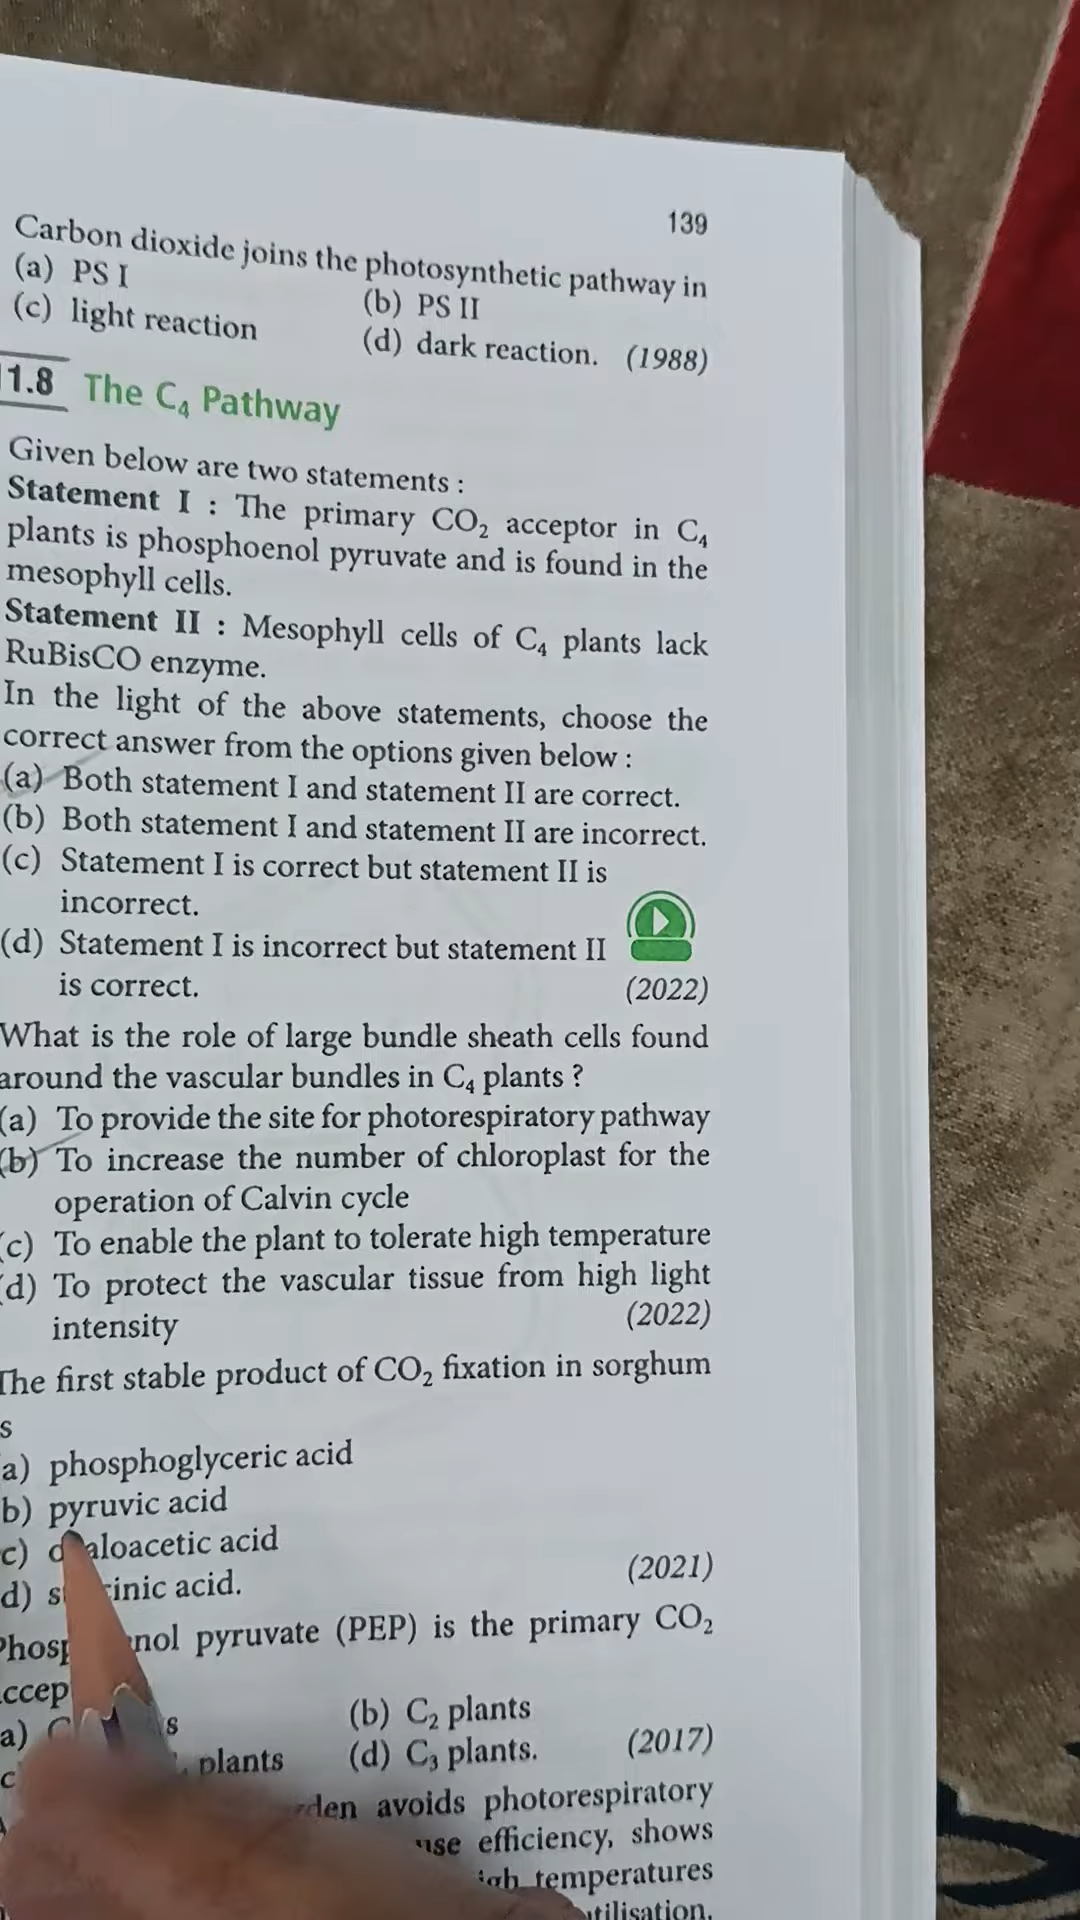 139
Carbon dioxide joins the photosynthetic pathway in
(a) PS I
(b) PS II
(c) light reaction
(d) dark reaction. (1988)
1.8 The C₄ Pathway
Given below are two statements :
Statement I : The primary CO₂ acceptor in C₄
plants is phosphoenol pyruvate and is found in the
mesophyll cells.
Statement II : Mesophyll cells of C₄ plants lack
RuBisCO enzyme.
In the light of the above statements, choose the
correct answer from the options given below :
(a) Both statement I and statement II are correct.
(b) Both statement I and statement II are incorrect.
(c) Statement I is correct but statement II is
incorrect.
(d) Statement I is incorrect but statement II
is correct. (2022)
What is the role of large bundle sheath cells found
around the vascular bundles in C₄ plants ?
(a) To provide the site for photorespiratory pathway
(b) To increase the number of chloroplast for the
operation of Calvin cycle
(c) To enable the plant to tolerate high temperature
(d) To protect the vascular tissue from high light
intensity (2022)
The first stable product of CO₂ fixation in sorghum
s
a) phosphoglyceric acid
b) pyruvic acid
c) aloacetic acid
d) s inic acid. (2021)
Phosp nol pyruvate (PEP) is the primary CO₂
ccep
a) C s (b) C₂ plants
c plants (d) C₃ plants. (2017)
den avoids photorespiratory
use efficiency, shows
igh temperatures
utilisation.